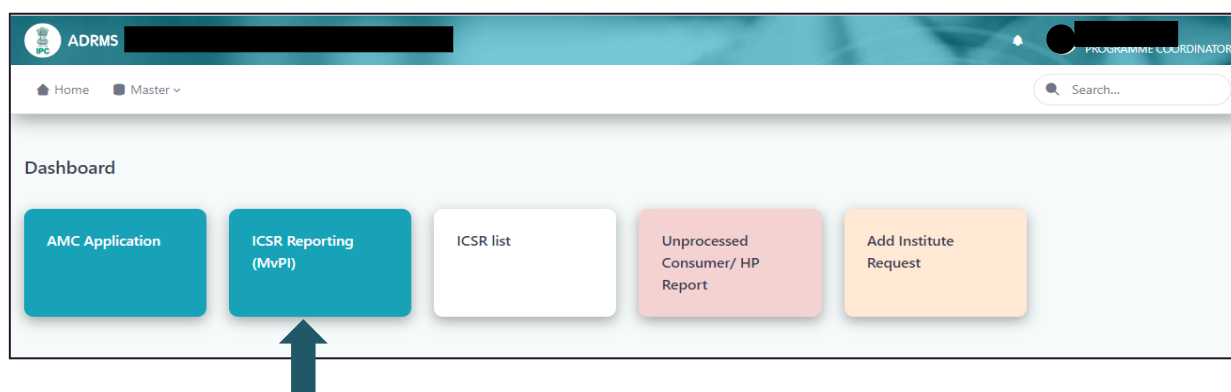 IPC
ADRMS
PROGRAMME COORDINATOR
Home Master
Search...
Dashboard
AMC Application
ICSR Reporting
(MvPI)
ICSR list
Unprocessed
Consumer/ HP
Report
Add Institute
Request